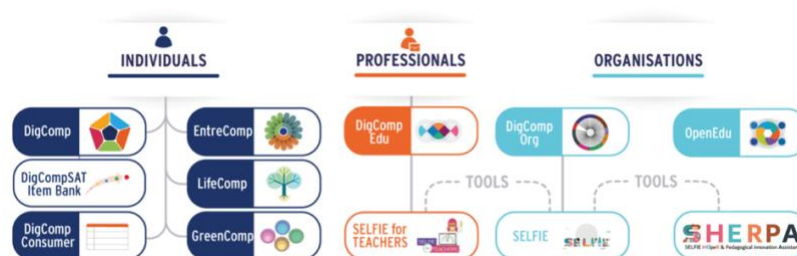 INDIVIDUALS
PROFESSIONALS
ORGANISATIONS
DigComp
EntreComp
DigComp
Edu
DigComp
Org
OpenEdu
DigCompSAT
Item Bank
LifeComp
TOOLS
TOOLS
DigComp
Consumer
GreenComp
SELFIE for
TEACHERS
SELFIE
SELFIE
SHERPA